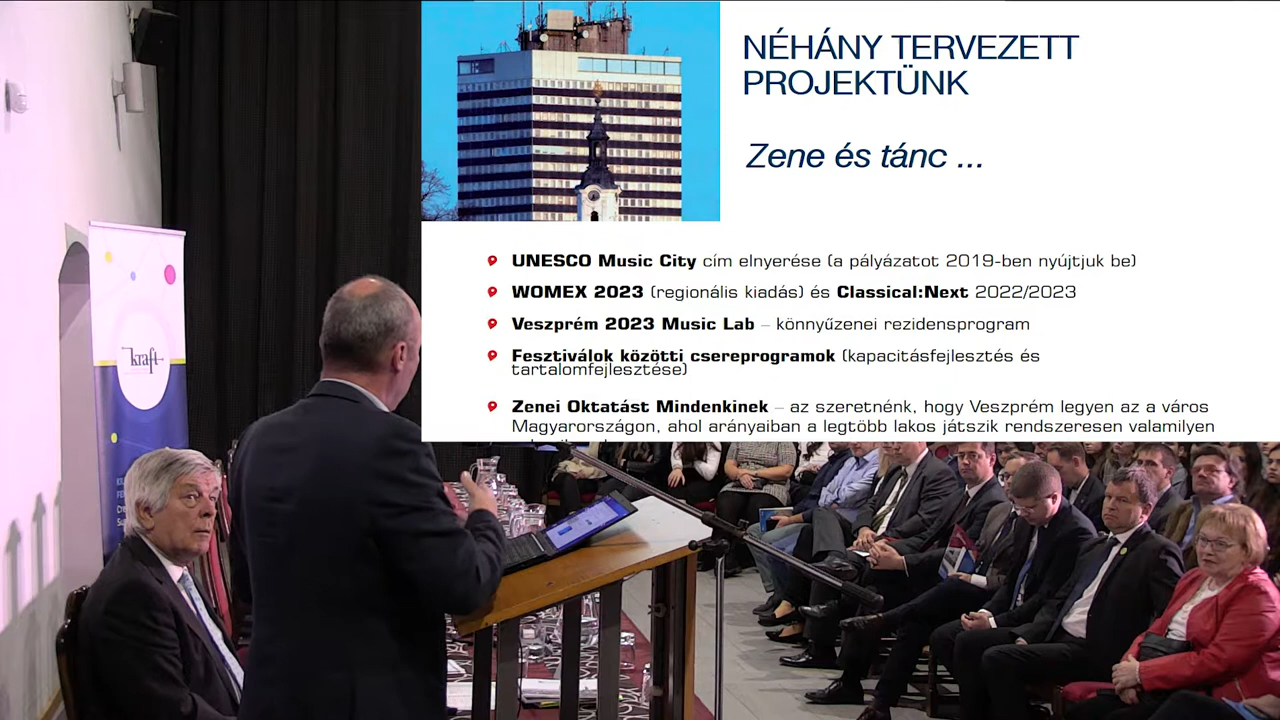 NÉHÁNY TERVEZETT
PROJEKTÜNK
Zene és tánc ...
UNESCO Music City cím elnyerése (a pályázatot 2019-ben nyújtjuk be)
WOMEX 2023 (regionális kiadás) és Classical:Next 2022/2023
Veszprém 2023 Music Lab – könnyűzenei rezidensprogram
Fesztiválok közötti csereprogramok (kapacitásfejlesztés és
tartalomfejlesztése)
Zenei Oktatást Mindenkinek – az szeretnénk, hogy Veszprém legyen az a város
Magyarországon, ahol arányaiban a legtöbb lakos játszik rendszeresen valamilyen
kraft